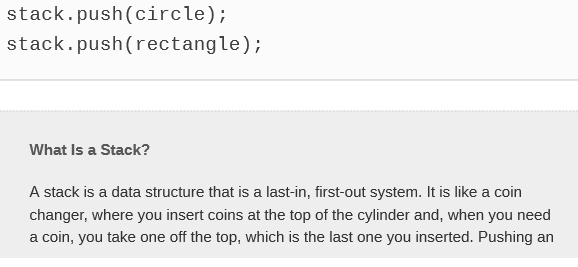 stack.push(circle);
stack.push(rectangle);
What Is a Stack?
A stack is a data structure that is a last-in, first-out system. It is like a coin
changer, where you insert coins at the top of the cylinder and, when you need
a coin, you take one off the top, which is the last one you inserted. Pushing an